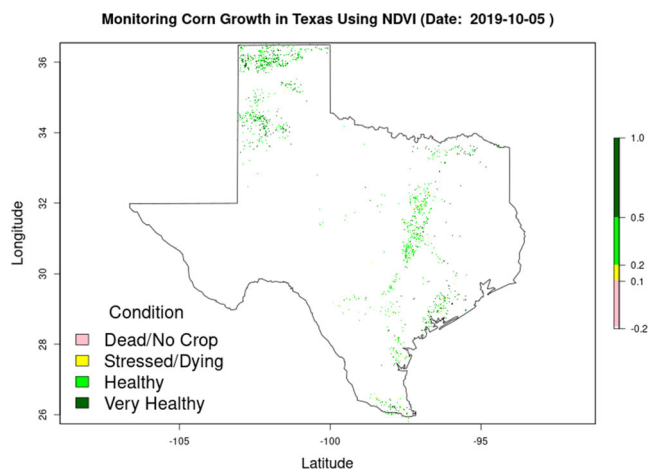 Monitoring Corn Growth in Texas Using NDVI (Date:  2019-10-05 )
36
34
32
30
28
26
Longitude
-105
-100
-95
Latitude
Condition
Dead/No Crop
Stressed/Dying
Healthy
Very Healthy
1.0
0.5
0.2
0.1
-0.2